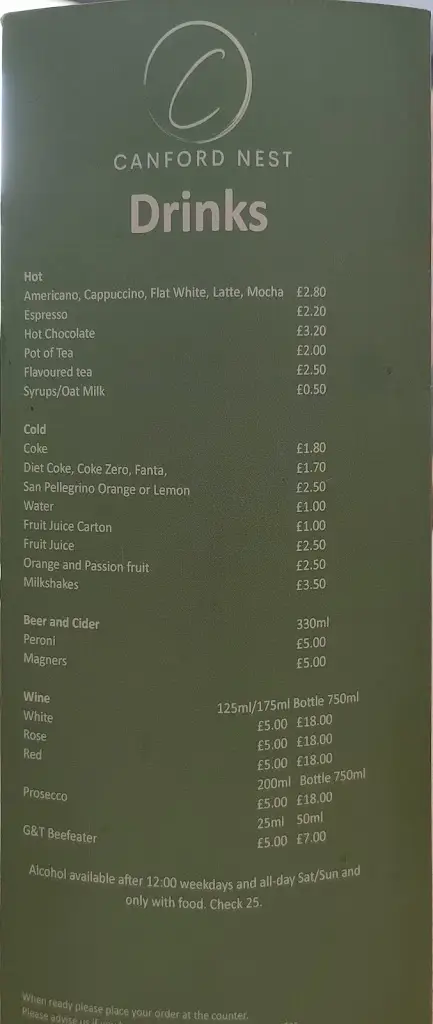 CANFORD NEST
Drinks
Hot
Americano, Cappuccino, Flat White, Latte, Mocha £2.80
Espresso £2.20
Hot Chocolate £3.20
Pot of Tea £2.00
Flavoured tea £2.50
Syrups/Oat Milk £0.50
Cold
Coke £1.80
Diet Coke, Coke Zero, Fanta, £1.70
San Pellegrino Orange or Lemon £2.50
Water £1.00
Fruit Juice Carton £1.00
Fruit Juice £2.50
Orange and Passion fruit £2.50
Milkshakes £3.50
Beer and Cider 330ml
Peroni £5.00
Magners £5.00
Wine 125ml/175ml Bottle 750ml
White £5.00 £18.00
Rose £5.00 £18.00
Red £5.00 £18.00
200ml Bottle 750ml
Prosecco £5.00 £18.00
25ml 50ml
G&T Beefeater £5.00 £7.00
Alcohol available after 12:00 weekdays and all-day Sat/Sun and
only with food. Check 25.
When ready please place your order at the counter.
Please advise us if you